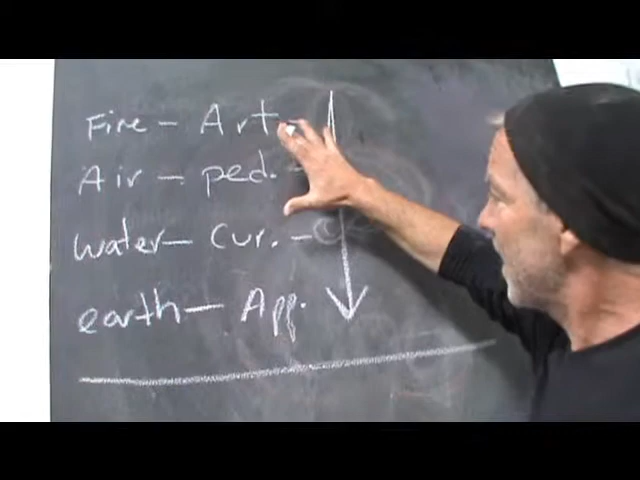 Fire - Art -
Air - ped. -
water - Cur. -
earth - App.